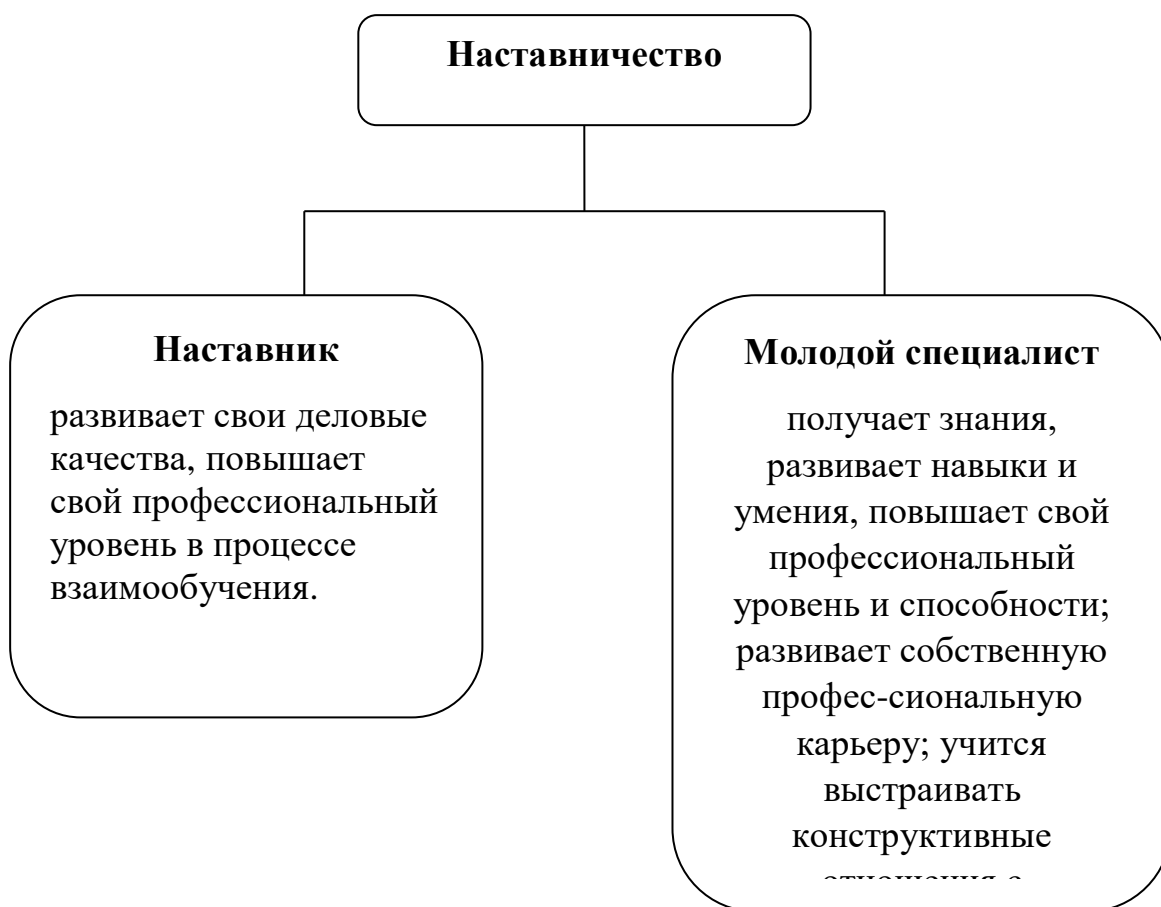 Наставничество
Наставник
развивает свои деловые
качества, повышает
свой профессиональный
уровень в процессе
взаимообучения.
Молодой специалист
получает знания,
развивает навыки и
умения, повышает свой
профессиональный
уровень и способности;
развивает собственную
профес-сиональную
карьеру; учится
выстраивать
конструктивные